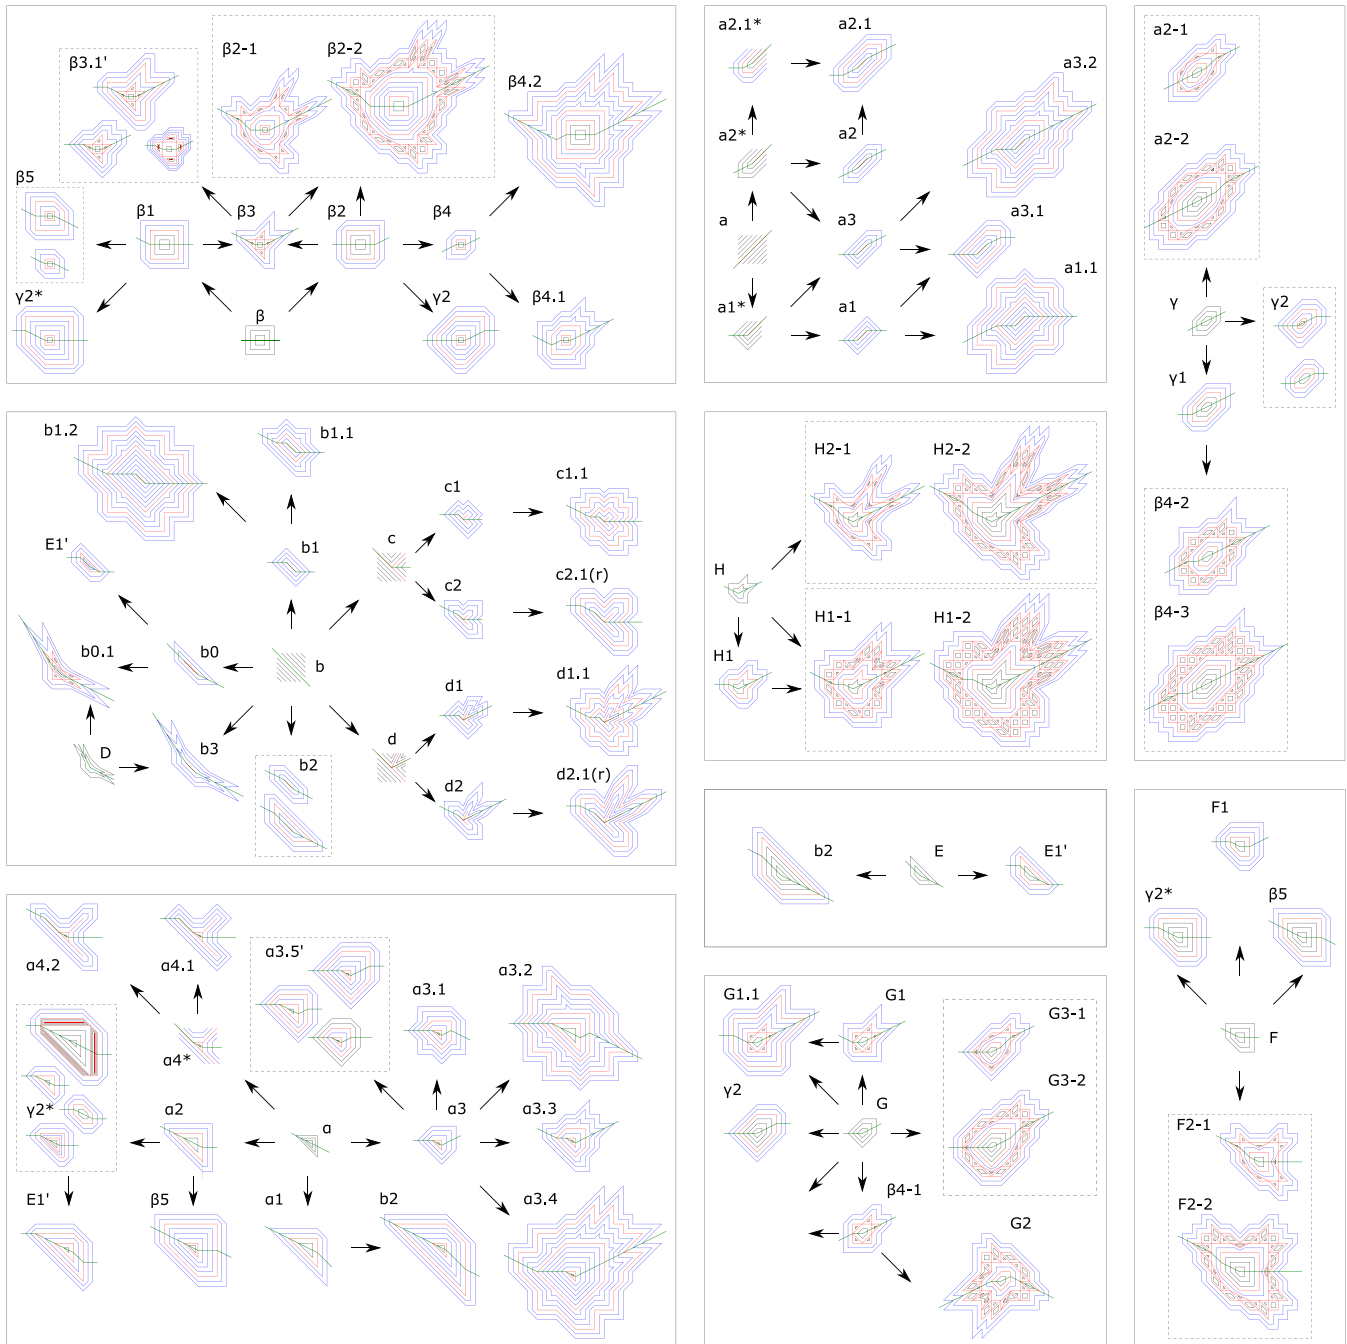 β3.1'
β2-1
β2-2
β4.2
β5
β1
β3
β2
β4
γ2*
β
γ2
β4.1
a2.1*
a2.1
a3.2
a2*
a2
a
a3
a3.1
a1*
a1
a1.1
a2-1
a2-2
γ
γ2
γ1
β4-2
β4-3
b1.2
b1.1
c1
c1.1
E1'
b1
c
c2
c2.1(r)
b0.1
b0
b
d1
d1.1
D
b3
b2
d
d2
d2.1(r)
H2-1
H2-2
H
H1-1
H1-2
H1
b2
E
E1'
F1
γ2*
β5
F
F2-1
F2-2
α4.2
α4.1
α3.5'
α3.1
α3.2
α4*
γ2*
α2
α
α3
α3.3
E1'
β5
α1
b2
α3.4
G1.1
G1
G3-1
γ2
G
G3-2
β4-1
G2